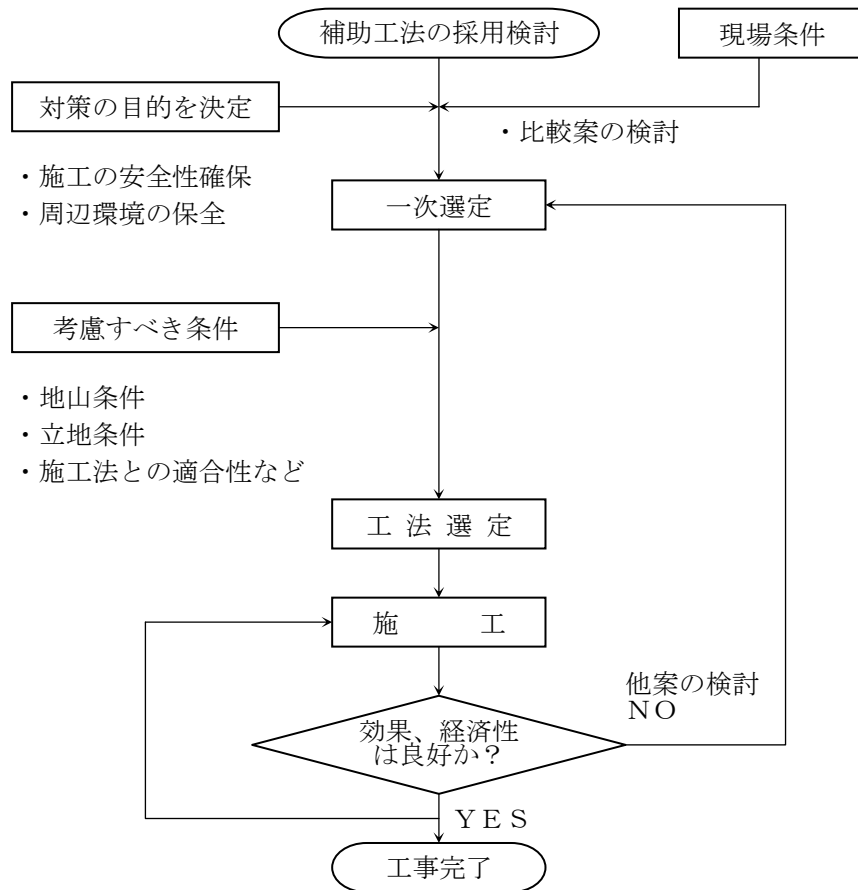 補助工法の採用検討
現場条件
対策の目的を決定
・比較案の検討
・施工の安全性確保
・周辺環境の保全
一次選定
考慮すべき条件
・地山条件
・立地条件
・施工法との適合性など
工 法 選 定
施　　　工
他案の検討
ＮＯ
効果、経済性
は良好か？
ＹＥＳ
工事完了